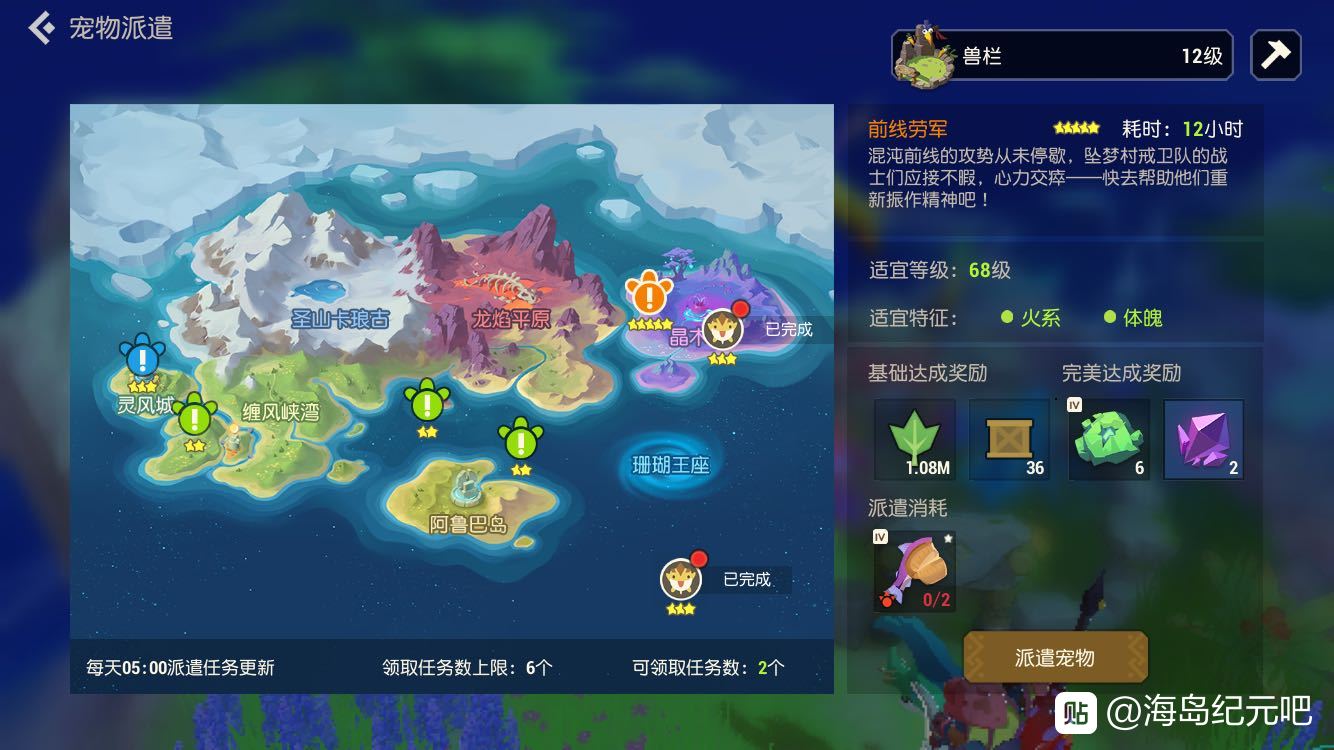 宠物派遣
兽栏
12级
前线劳军
耗时：12小时
混沌前线的攻势从未停歇，坠梦村戒卫队的战
士们应接不暇，心力交瘁——快去帮助他们重
新振作精神吧！
适宜等级：68级
适宜特征：
火系
体魄
基础达成奖励
完美达成奖励
1.08M
36
IV
6
2
派遣消耗
IV
0/2
派遣宠物
圣山卡琅古
龙焰平原
晶木
已完成
灵风城
缠风峡湾
珊瑚王座
阿鲁巴岛
已完成
每天05:00派遣任务更新
领取任务数上限：6个
可领取任务数：2个
贴
@海岛纪元吧